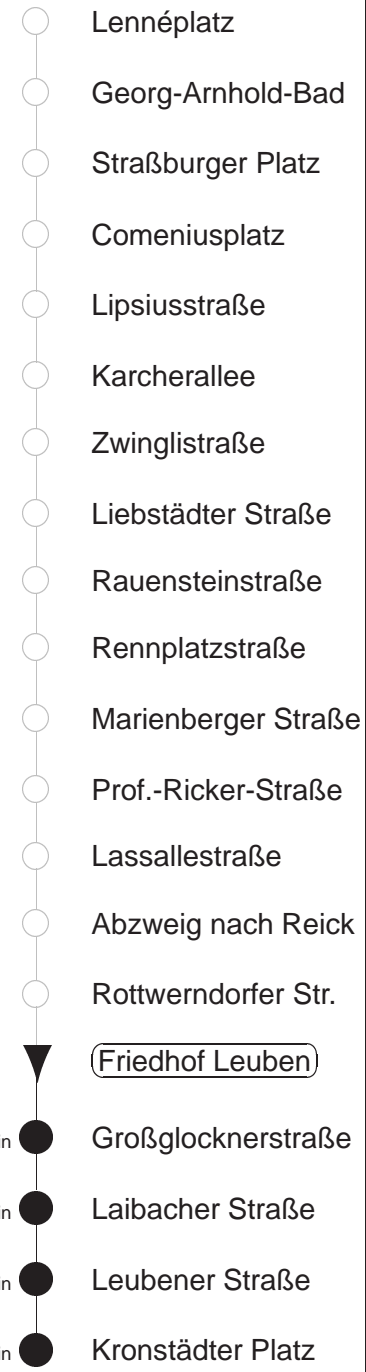 Lennéplatz
Georg-Arnhold-Bad
Straßburger Platz
Comeniusplatz
Lipsiusstraße
Karcherallee
Zwinglistraße
Liebstädter Straße
Rauensteinstraße
Rennplatzstraße
Marienberger Straße
Prof.-Ricker-Straße
Lassallestraße
Abzweig nach Reick
Rottwerndorfer Str.
Friedhof Leuben
Großglocknerstraße
Laibacher Straße
Leubener Straße
Kronstädter Platz